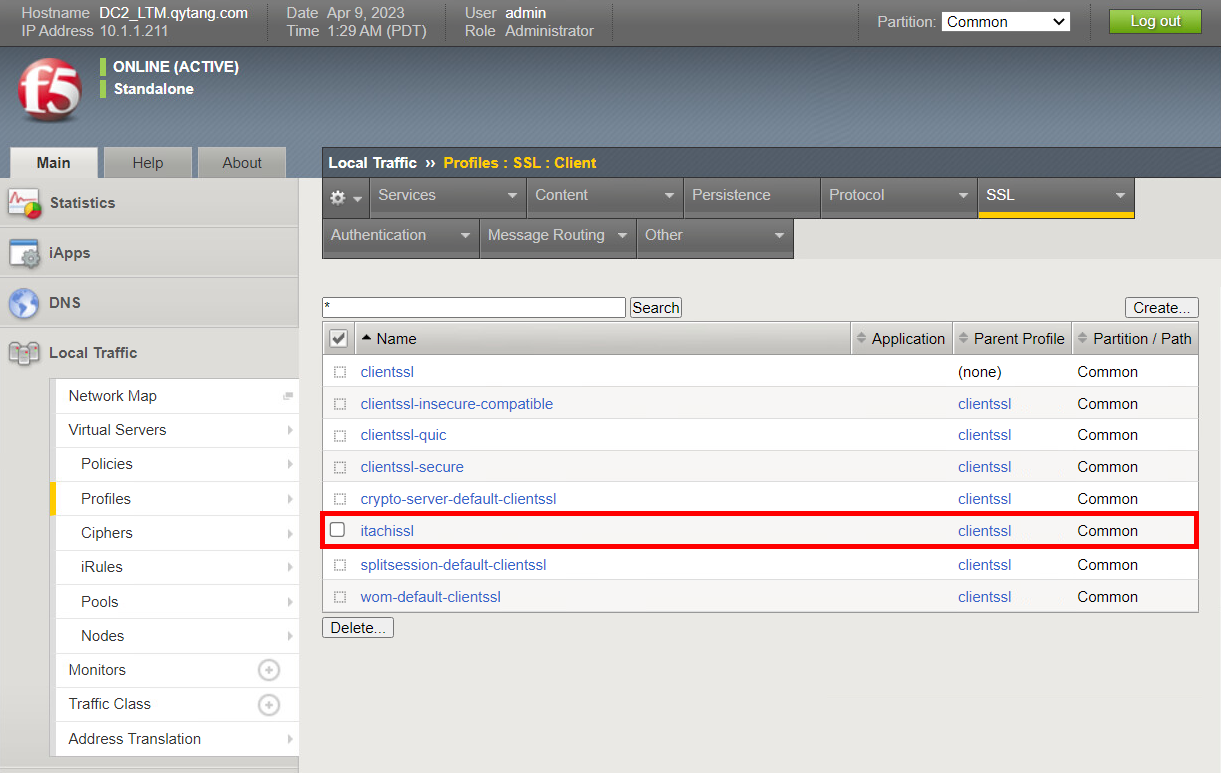 Hostname DC2_LTM.qytang.com Date Apr 9, 2023 User admin
IP Address 10.1.1.211 Time 1:29 AM (PDT) Role Administrator
Partition: Common Log out
f5
ONLINE (ACTIVE)
Standalone
Main Help About
Statistics
iApps
DNS
Local Traffic
Network Map
Virtual Servers
Policies
Profiles
Ciphers
iRules
Pools
Nodes
Monitors
Traffic Class
Address Translation
Local Traffic ›› Profiles : SSL : Client
Services Content Persistence Protocol SSL
Authentication Message Routing Other
* Search Create...
Name Application Parent Profile Partition / Path
clientssl (none) Common
clientssl-insecure-compatible clientssl Common
clientssl-quic clientssl Common
clientssl-secure clientssl Common
crypto-server-default-clientssl clientssl Common
itachissl clientssl Common
splitsession-default-clientssl clientssl Common
wom-default-clientssl clientssl Common
Delete...